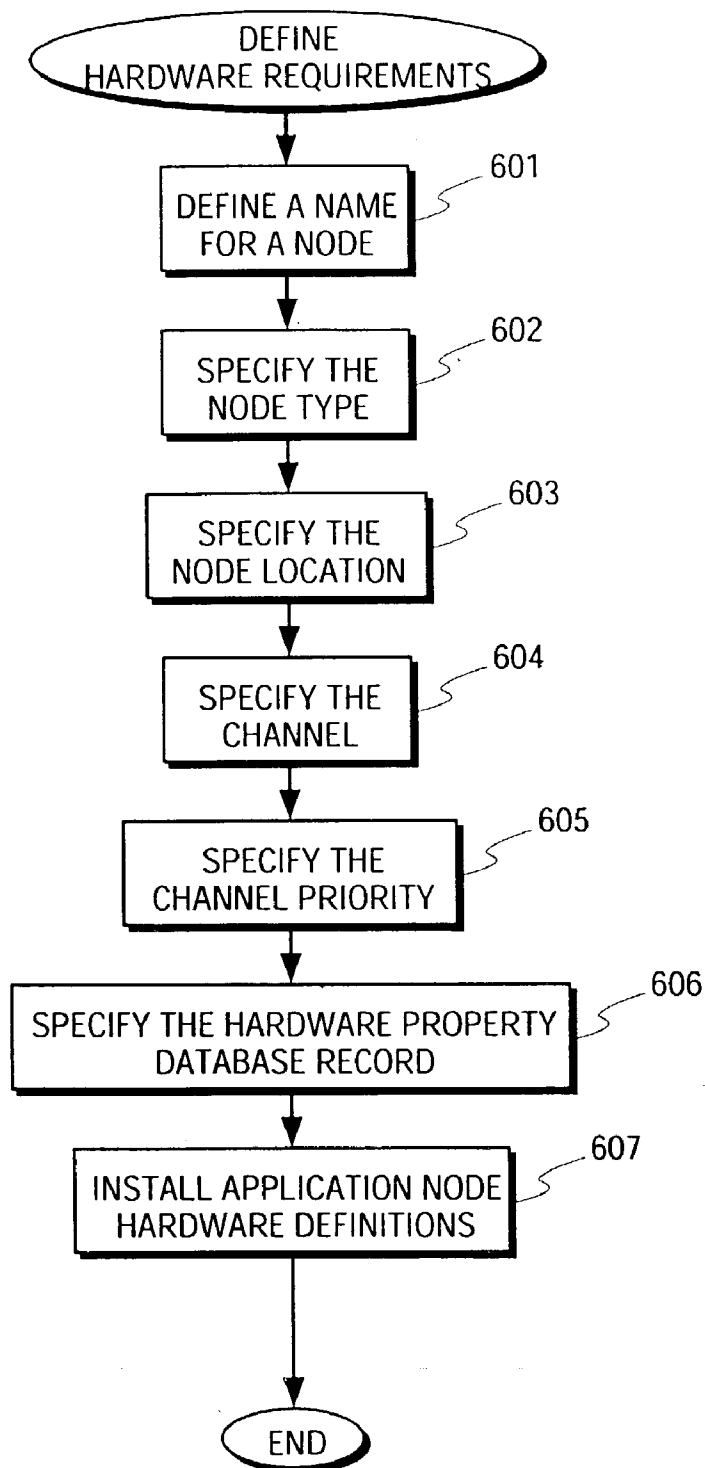 DEFINE
HARDWARE REQUIREMENTS
601
DEFINE A NAME
FOR A NODE
602
SPECIFY THE
NODE TYPE
603
SPECIFY THE
NODE LOCATION
604
SPECIFY THE
CHANNEL
605
SPECIFY THE
CHANNEL PRIORITY
606
SPECIFY THE HARDWARE PROPERTY
DATABASE RECORD
607
INSTALL APPLICATION NODE
HARDWARE DEFINITIONS
END